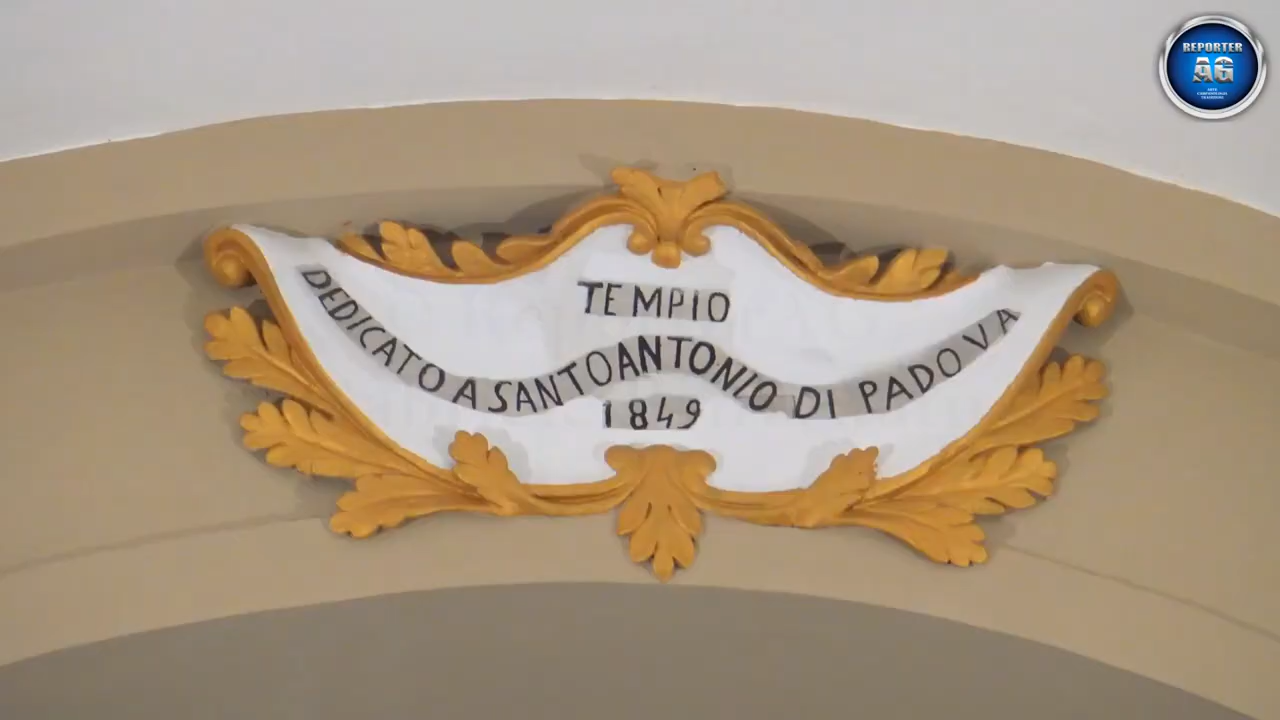 TEMPIO
DEDICATO A SANTO ANTONIO DI PADOVA
1849
REPORTER
AG